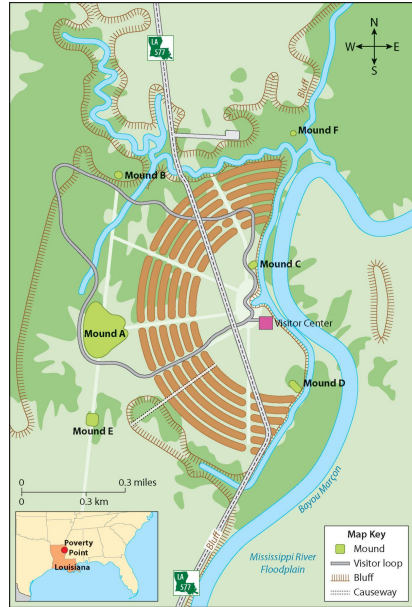 LA
577
N
W
E
S
Bluff
Mound F
Mound B
Mound C
Visitor Center
Mound A
Mound D
Mound E
0
0.3 miles
0
0.3 km
Bayou Marçon
Bluff
Mississippi River
Floodplain
Poverty
Point
Louisiana
LA
577
Map Key
Mound
Visitor loop
Bluff
Causeway